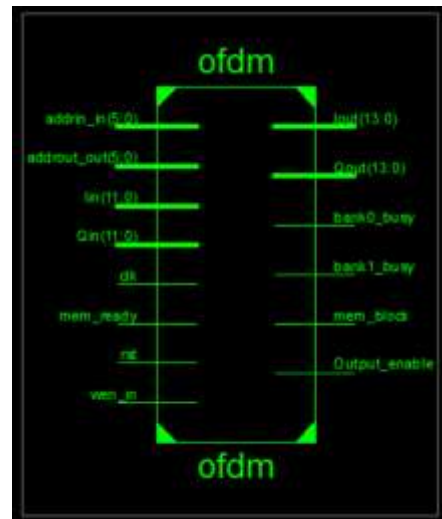 ofdm
addrin_in(5:0)
addrout_out(5:0)
Iin(11:0)
Qin(11:0)
clk
mem_ready
rst
wen_in
Iout(13:0)
Qout(13:0)
bank0_busy
bank1_busy
mem_block
Output_enable
ofdm